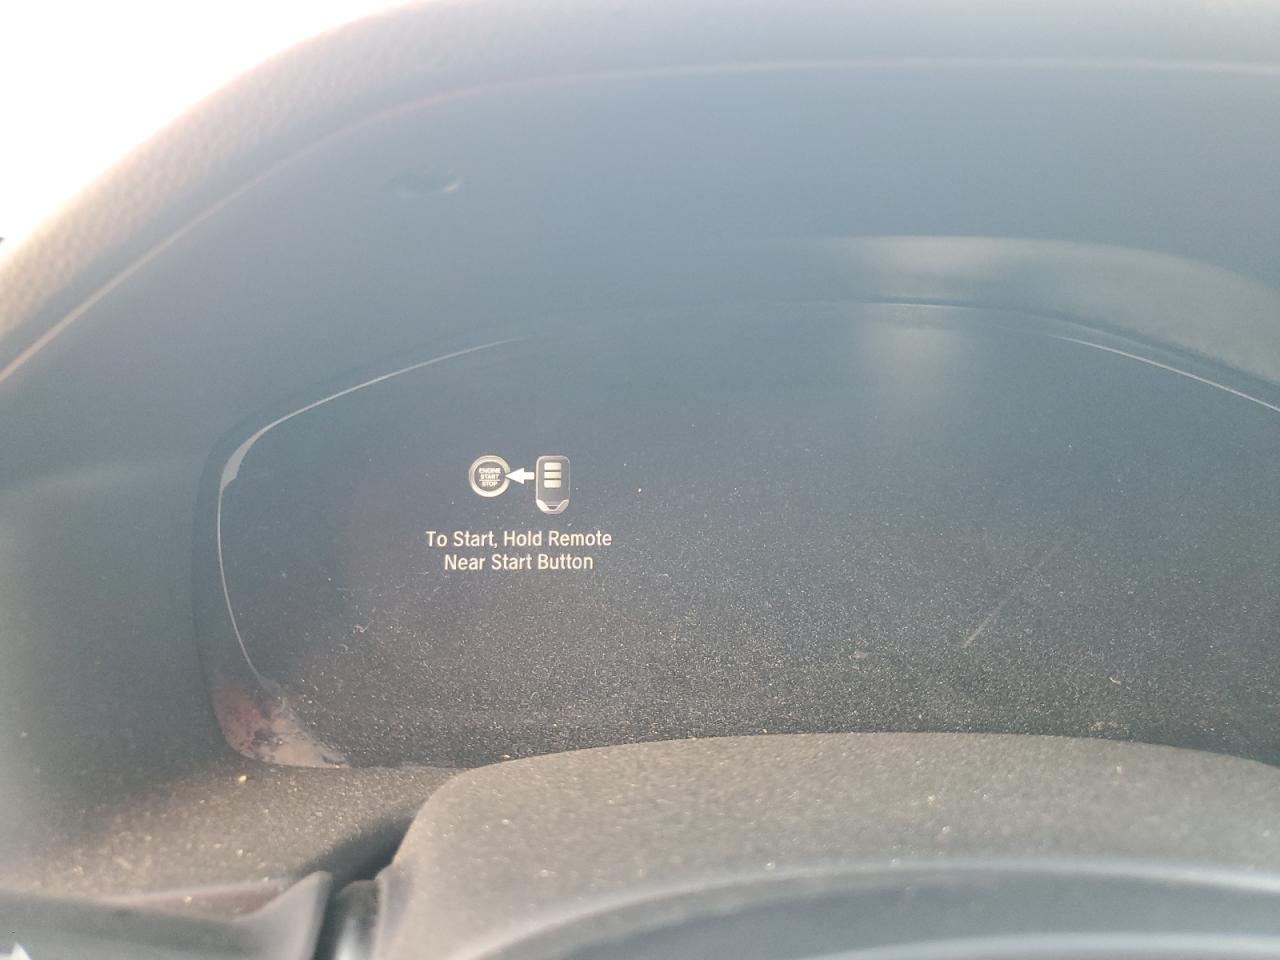 ENGINE
START
STOP
To Start, Hold Remote
Near Start Button